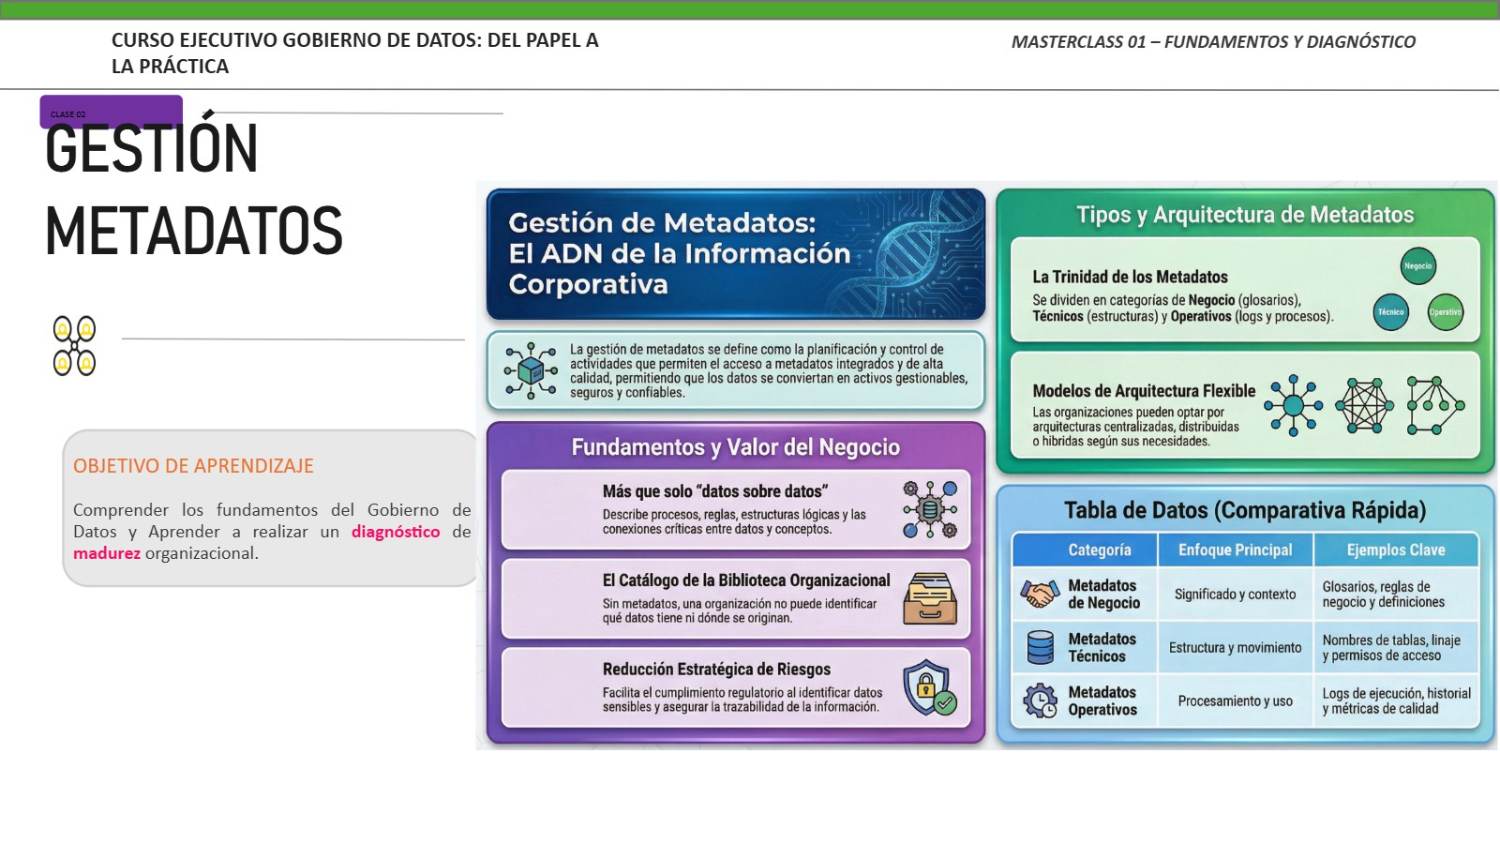 CURSO EJECUTIVO GOBIERNO DE DATOS: DEL PAPEL A
LA PRÁCTICA
MASTERCLASS 01 – FUNDAMENTOS Y DIAGNÓSTICO
CLASE 02
GESTIÓN
METADATOS
OBJETIVO DE APRENDIZAJE
Comprender los fundamentos del Gobierno de
Datos y Aprender a realizar un diagnóstico de
madurez organizacional.
Gestión de Metadatos:
El ADN de la Información
Corporativa
La gestión de metadatos se define como la planificación y control de
actividades que permiten el acceso a metadatos integrados y de alta
calidad, permitiendo que los datos se conviertan en activos gestionables,
seguros y confiables.
Fundamentos y Valor del Negocio
Más que solo “datos sobre datos”
Describe procesos, reglas, estructuras lógicas y las
conexiones críticas entre datos y conceptos.
El Catálogo de la Biblioteca Organizacional
Sin metadatos, una organización no puede identificar
qué datos tiene ni dónde se originan.
Reducción Estratégica de Riesgos
Facilita el cumplimiento regulatorio al identificar datos
sensibles y asegurar la trazabilidad de la información.
Tipos y Arquitectura de Metadatos
La Trinidad de los Metadatos
Se dividen en categorías de Negocio (glosarios),
Técnicos (estructuras) y Operativos (logs y procesos).
Negocio
Técnico
Operativo
Modelos de Arquitectura Flexible
Las organizaciones pueden optar por
arquitecturas centralizadas, distribuidas
o híbridas según sus necesidades.
Tabla de Datos (Comparativa Rápida)
Categoría Enfoque Principal Ejemplos Clave
Metadatos
de Negocio
Significado y contexto
Glosarios, reglas de
negocio y definiciones
Metadatos
Técnicos
Estructura y movimiento
Nombres de tablas, linaje
y permisos de acceso
Metadatos
Operativos
Procesamiento y uso
Logs de ejecución, historial
y métricas de calidad